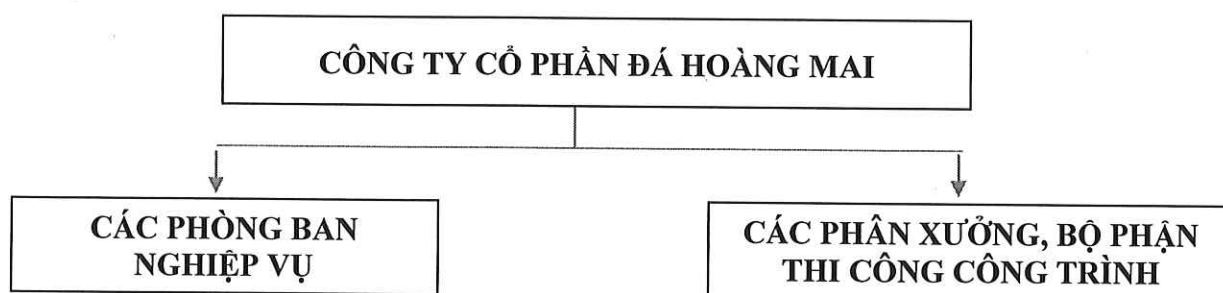 CÔNG TY CỔ PHẦN ĐÁ HOÀNG MAI
CÁC PHÒNG BAN
NGHIỆP VỤ
CÁC PHÂN XƯỞNG, BỘ PHẬN
THI CÔNG CÔNG TRÌNH